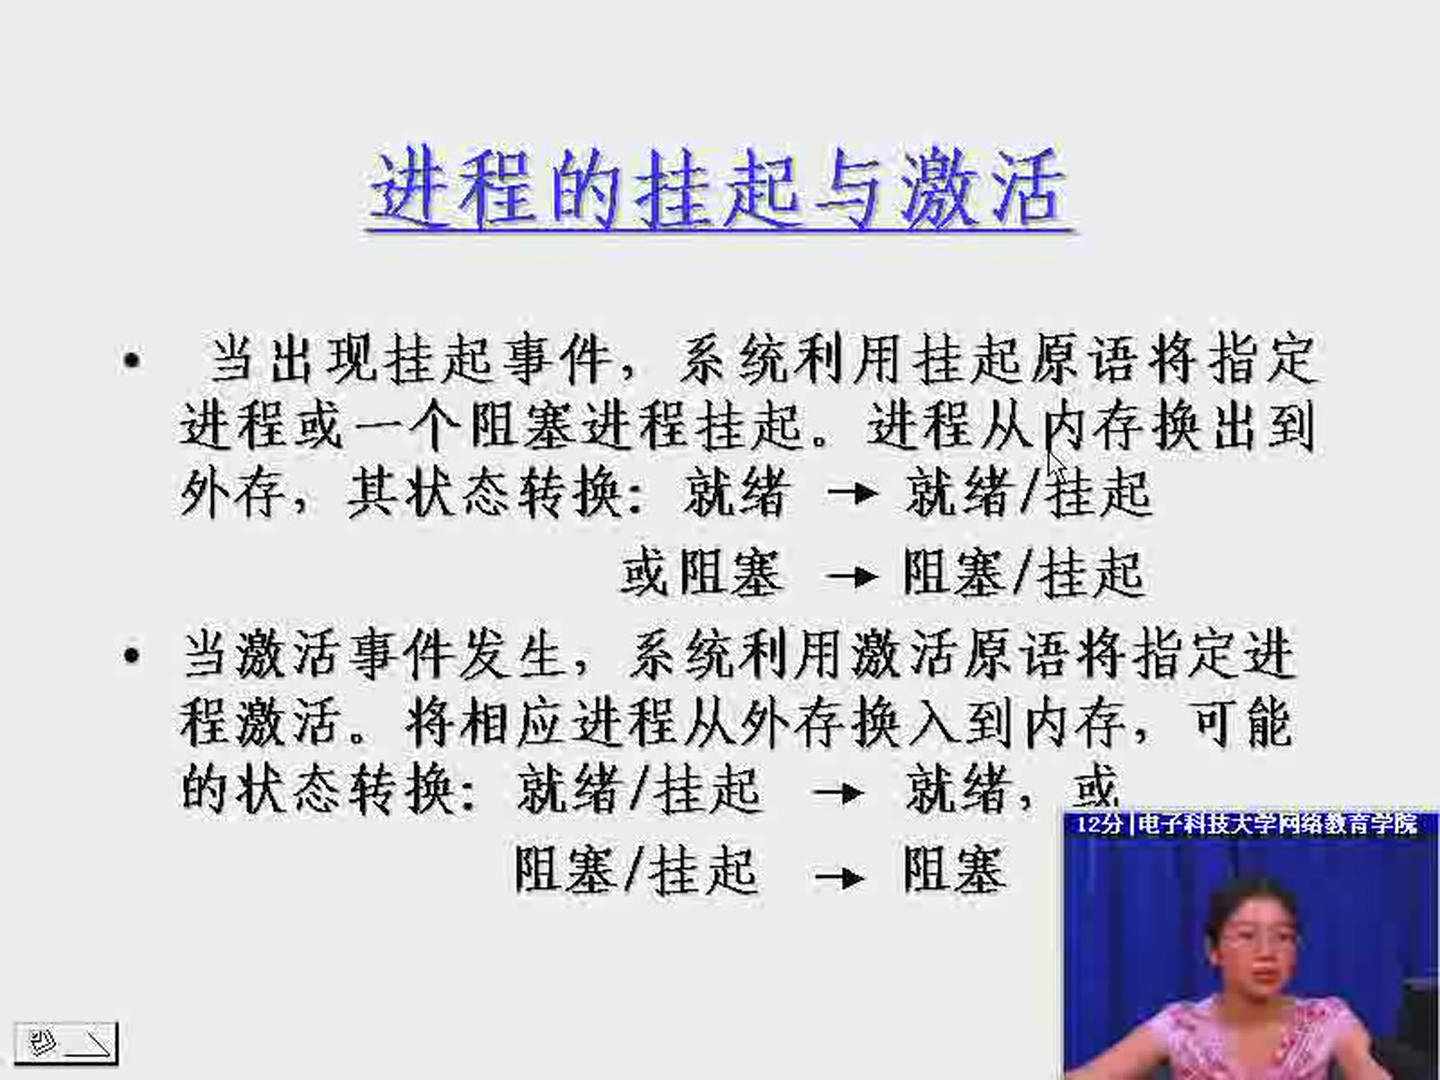 进程的挂起与激活
• 当出现挂起事件，系统利用挂起原语将指定
进程或一个阻塞进程挂起。进程从内存换出到
外存，其状态转换：就绪 → 就绪/挂起
或阻塞 → 阻塞/挂起
• 当激活事件发生，系统利用激活原语将指定进
程激活。将相应进程从外存换入到内存，可能
的状态转换：就绪/挂起 → 就绪，或
阻塞/挂起 → 阻塞
12分|电子科技大学网络教育学院